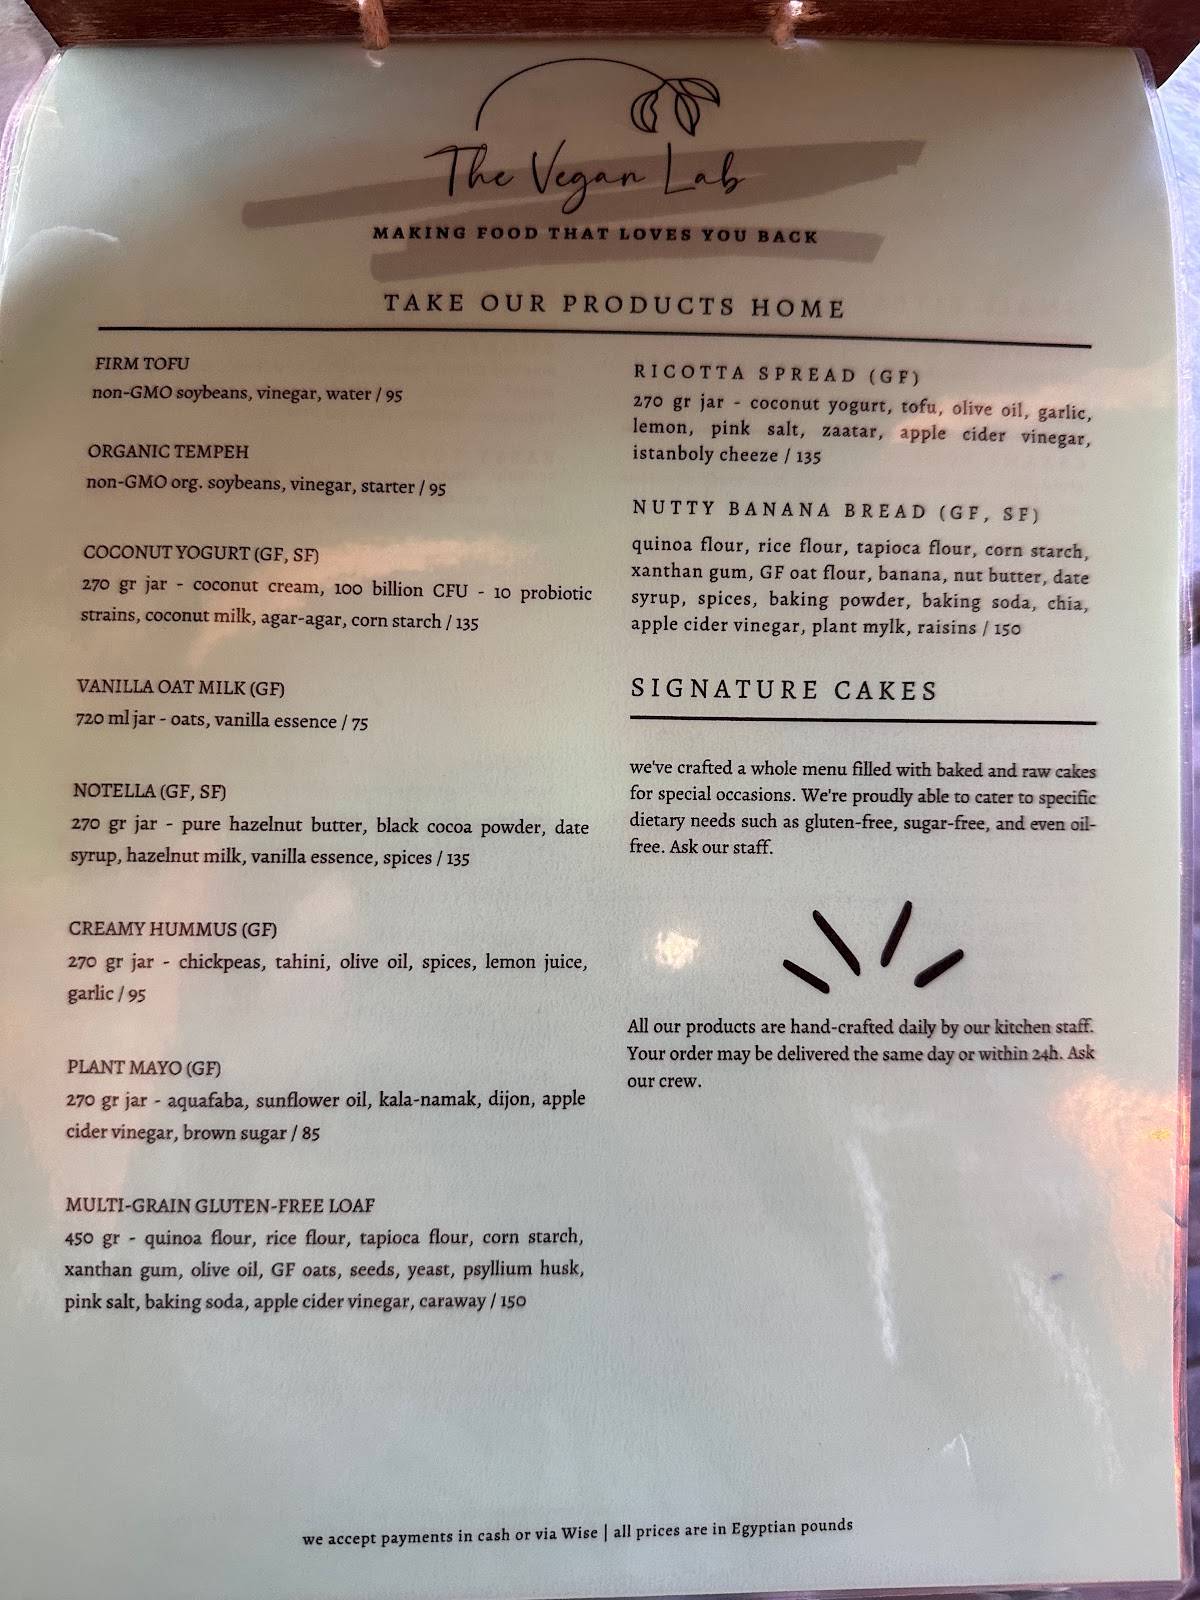 The Vegan Lab
MAKING FOOD THAT LOVES YOU BACK
TAKE OUR PRODUCTS HOME
FIRM TOFU
non-GMO soybeans, vinegar, water / 95
ORGANIC TEMPEH
non-GMO org. soybeans, vinegar, starter / 95
COCONUT YOGURT (GF, SF)
270 gr jar - coconut cream, 100 billion CFU - 10 probiotic
strains, coconut milk, agar-agar, corn starch / 135
VANILLA OAT MILK (GF)
720 ml jar - oats, vanilla essence / 75
NOTELLA (GF, SF)
270 gr jar - pure hazelnut butter, black cocoa powder, date
syrup, hazelnut milk, vanilla essence, spices / 135
CREAMY HUMMUS (GF)
270 gr jar - chickpeas, tahini, olive oil, spices, lemon juice,
garlic / 95
PLANT MAYO (GF)
270 gr jar - aquafaba, sunflower oil, kala-namak, dijon, apple
cider vinegar, brown sugar / 85
MULTI-GRAIN GLUTEN-FREE LOAF
450 gr - quinoa flour, rice flour, tapioca flour, corn starch,
xanthan gum, olive oil, GF oats, seeds, yeast, psyllium husk,
pink salt, baking soda, apple cider vinegar, caraway / 150
RICOTTA SPREAD (GF)
270 gr jar - coconut yogurt, tofu, olive oil, garlic,
lemon, pink salt, zaatar, apple cider vinegar,
istanboly cheeze / 135
NUTTY BANANA BREAD (GF, SF)
quinoa flour, rice flour, tapioca flour, corn starch,
xanthan gum, GF oat flour, banana, nut butter, date
syrup, spices, baking powder, baking soda, chia,
apple cider vinegar, plant mylk, raisins / 150
SIGNATURE CAKES
we've crafted a whole menu filled with baked and raw cakes
for special occasions. We're proudly able to cater to specific
dietary needs such as gluten-free, sugar-free, and even oil-
free. Ask our staff.
All our products are hand-crafted daily by our kitchen staff.
Your order may be delivered the same day or within 24h. Ask
our crew.
we accept payments in cash or via Wise | all prices are in Egyptian pounds